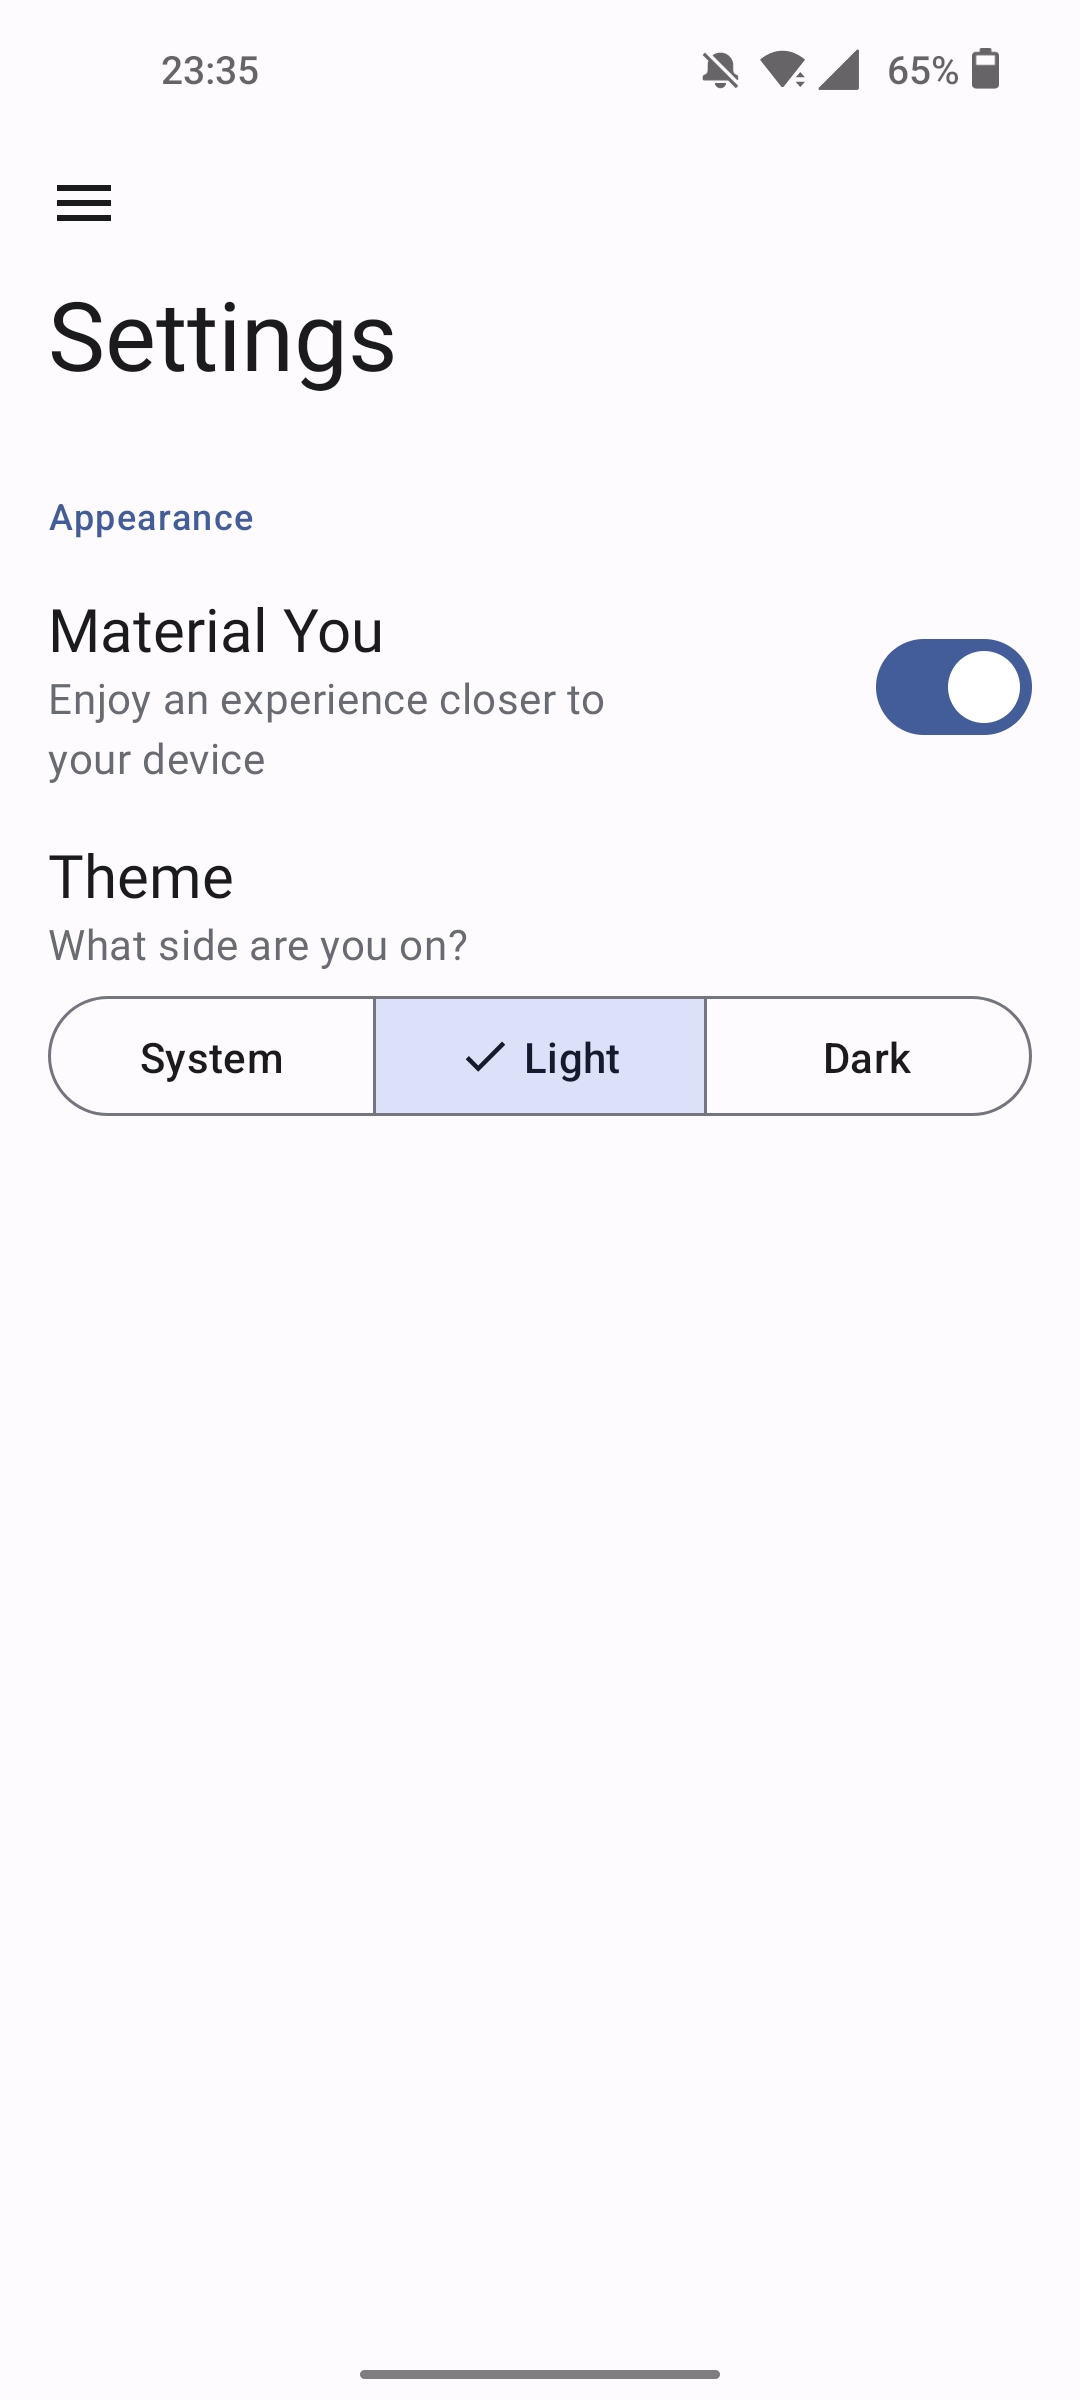 23:35 65%
Settings
Appearance
Material You
Enjoy an experience closer to
your device
Theme
What side are you on?
System Light Dark